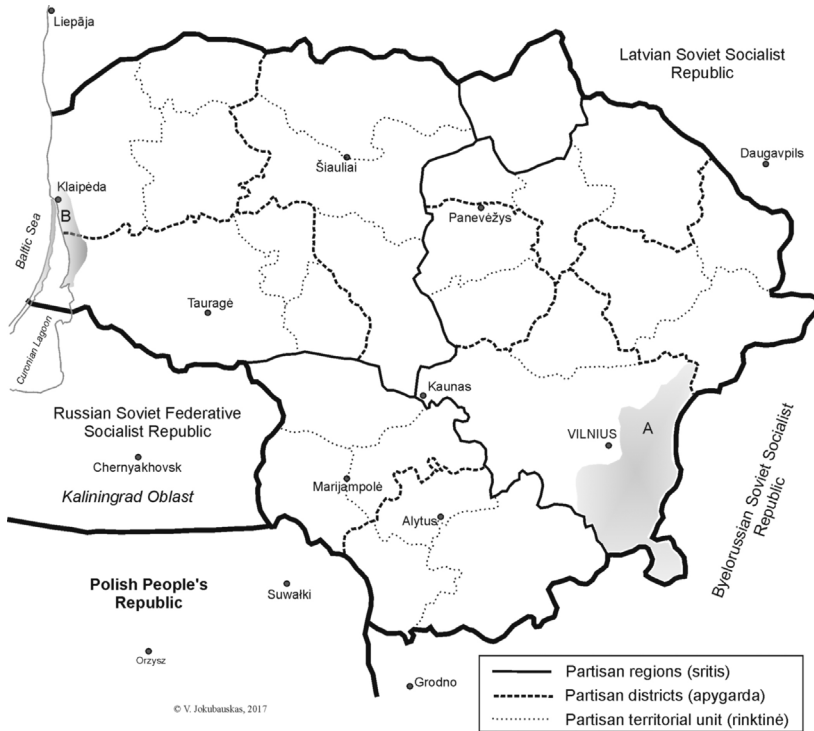 Liepāja
Latvian Soviet Socialist
Republic
Daugavpils
Šiauliai
Klaipėda
B
Panevėžys
Baltic Sea
Tauragė
Curonian Lagoon
Kaunas
Russian Soviet Federative
Socialist Republic
Chernyakhovsk
Kaliningrad Oblast
VILNIUS
A
Byelorussian Soviet Socialist
Republic
Marijampolė
Alytus
Polish People's
Republic
Suwałki
Orzysz
Grodno
Partisan regions (sritis)
Partisan districts (apygarda)
Partisan territorial unit (rinktinė)
© V. Jokubauskas, 2017